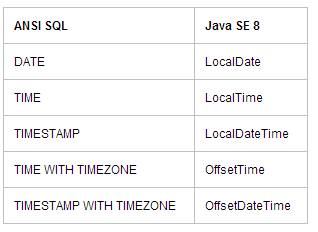 ANSI SQL Java SE 8
DATE LocalDate
TIME LocalTime
TIMESTAMP LocalDateTime
TIME WITH TIMEZONE OffsetTime
TIMESTAMP WITH TIMEZONE OffsetDateTime